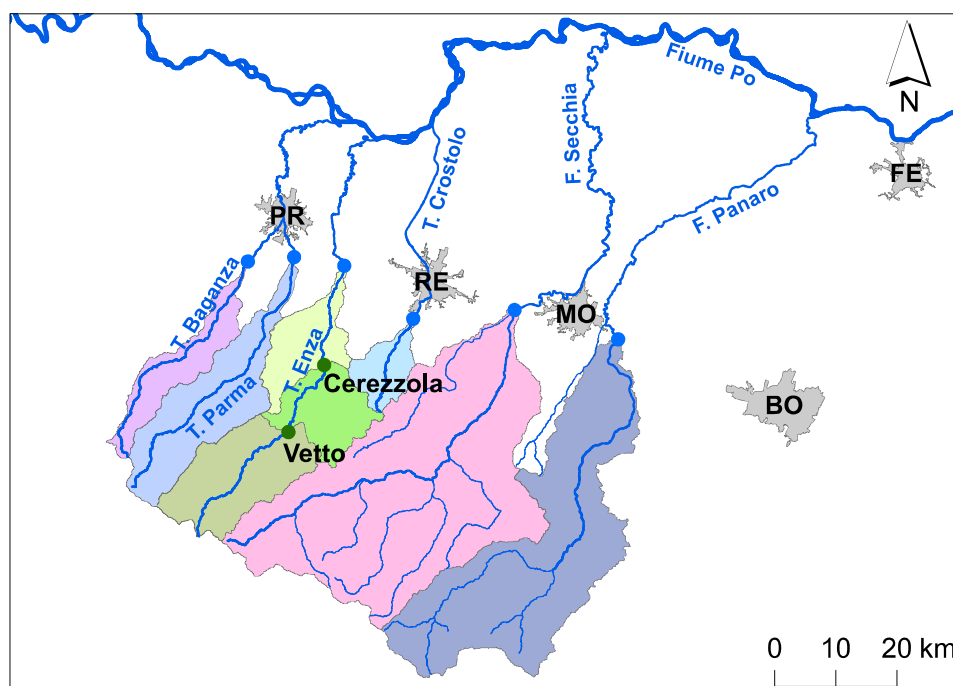 Fiume Po
N
F. Secchia
FE
T. Crostolo
F. Panaro
PR
T. Baganza
RE
MO
T. Enza
Cerezzola
T. Parma
BO
Vetto
0 10 20 km